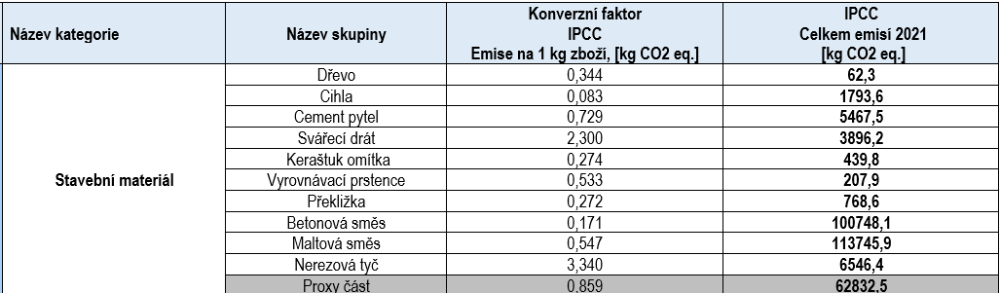 Název kategorie | Název skupiny | Konverzní faktor IPCC Emise na 1 kg zboží, [kg CO2 eq.] | IPCC Celkem emisí 2021 [kg CO2 eq.]
Stavební materiál
Dřevo 0,344 62,3
Cihla 0,083 1793,6
Cement pytel 0,729 5467,5
Svářecí drát 2,300 3896,2
Keraštuk omítka 0,274 439,8
Vyrovnávací prstence 0,533 207,9
Překližka 0,272 768,6
Betonová směs 0,171 100748,1
Maltová směs 0,547 113745,9
Nerezová tyč 3,340 6546,4
Proxy část 0,859 62832,5